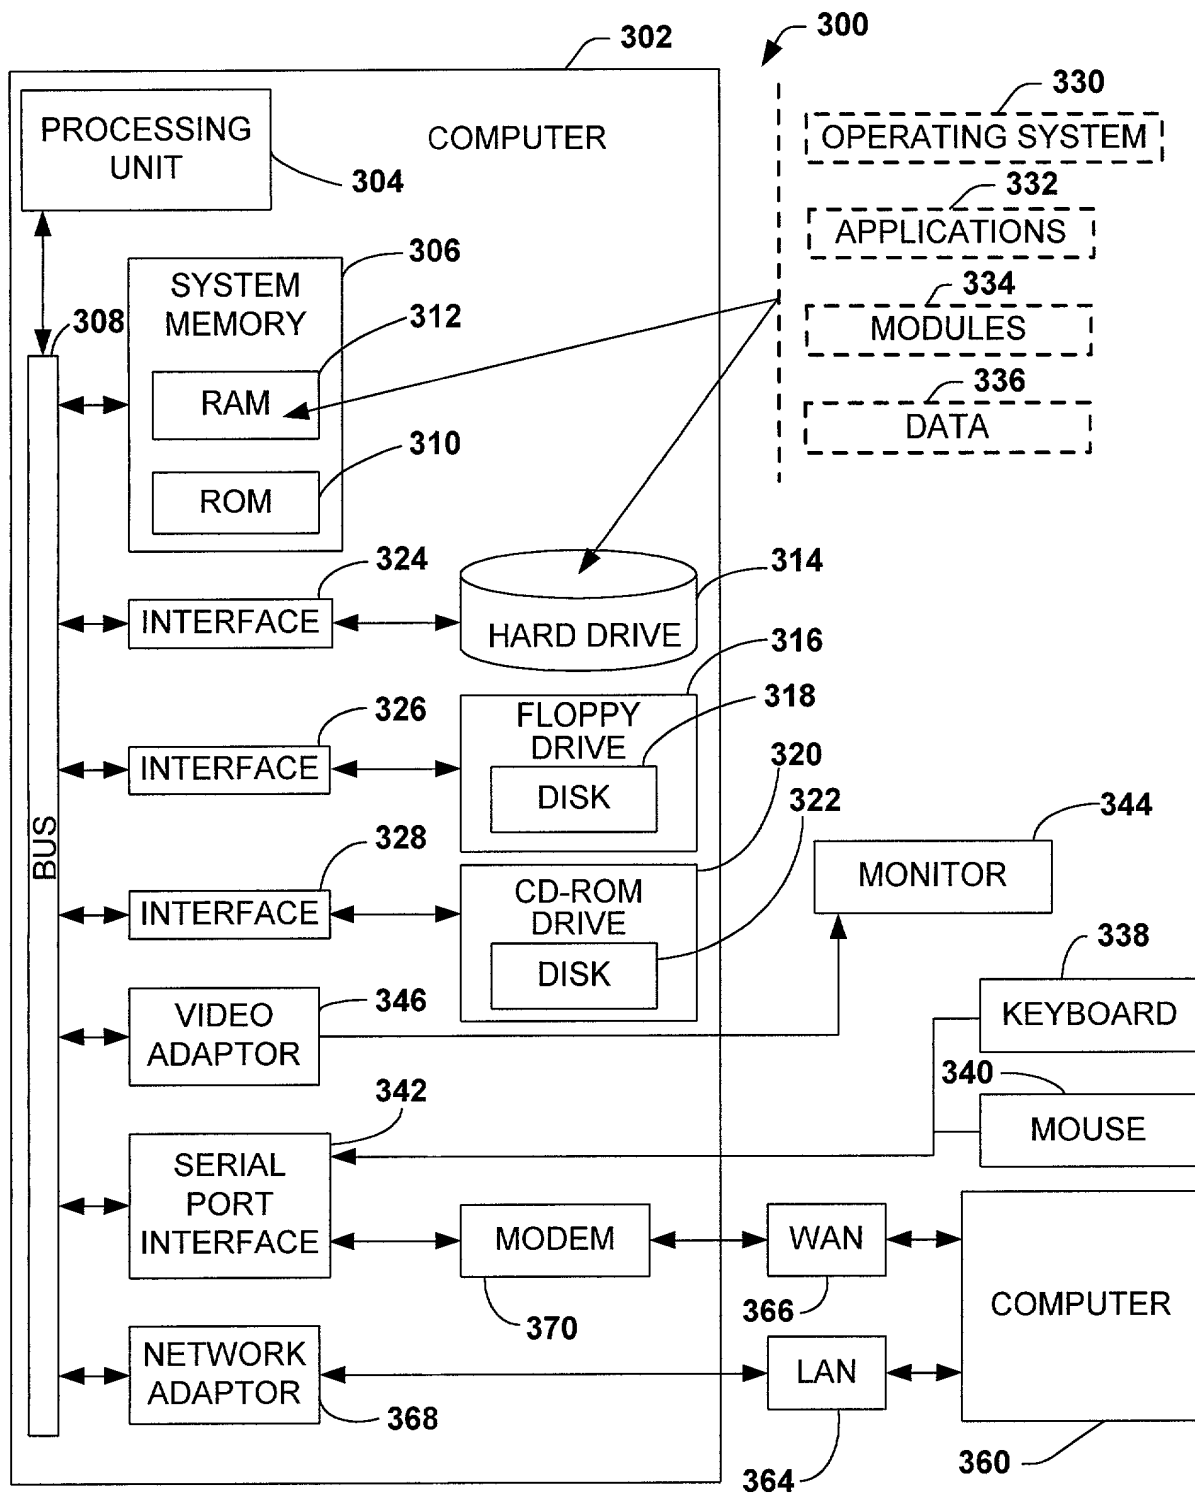 300
302
330
PROCESSING
UNIT
COMPUTER
OPERATING SYSTEM
304
332
APPLICATIONS
306
SYSTEM
MEMORY
334
308
312
MODULES
RAM
336
DATA
310
ROM
324
314
INTERFACE
HARD DRIVE
316
326
318
FLOPPY
DRIVE
320
INTERFACE
DISK
322
344
BUS
328
MONITOR
CD-ROM
DRIVE
INTERFACE
338
DISK
346
VIDEO
ADAPTOR
KEYBOARD
340
342
MOUSE
SERIAL
PORT
INTERFACE
MODEM
WAN
366
COMPUTER
370
NETWORK
ADAPTOR
LAN
368
364
360